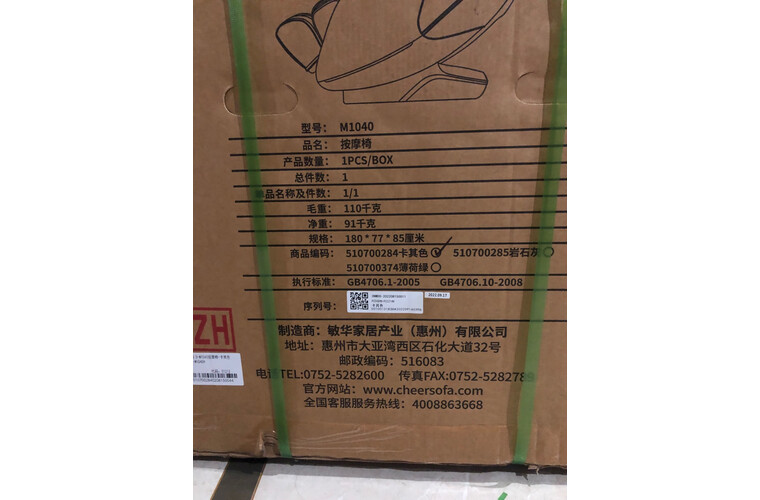 型号: M1040
品名: 按摩椅
产品数量: 1PCS/BOX
总件数: 1
品名称及件数: 1/1
毛重: 110千克
净重: 91千克
规格: 180*77*85厘米
商品编码: 510700284卡其色 510700285岩石灰
510700374薄荷绿
执行标准: GB4706.1-2005 GB4706.10-2008
序列号:
ZH
制造商: 敏华家居产业(惠州)有限公司
地址: 惠州市大亚湾西区石化大道32号
邮政编码: 516083
电话TEL:0752-5282600 传真FAX:0752-5282789
官方网站: www.cheersofa.com
全国客服服务热线: 4008863668